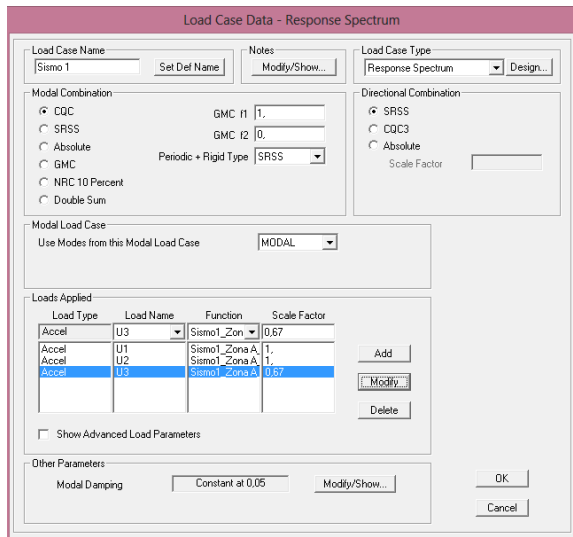 Load Case Data - Response Spectrum
Load Case Name
Notes
Load Case Type
Sismo 1
Set Def Name
Modify/Show...
Response Spectrum
Design...
Modal Combination
Directional Combination
CQC
GMC f1
1,
SRSS
SRSS
GMC f2
0,
CQC3
Absolute
Periodic + Rigid Type
SRSS
Absolute
GMC
Scale Factor
NRC 10 Percent
Double Sum
Modal Load Case
Use Modes from this Modal Load Case
MODAL
Loads Applied
Load Type
Load Name
Function
Scale Factor
Accel
U3
Sismo1_Zon
0,67
Accel U1 Sismo1_Zona A_ 1,
Accel U2 Sismo1_Zona A_ 1,
Accel U3 Sismo1_Zona A_ 0,67
Add
Modify
Delete
Show Advanced Load Parameters
Other Parameters
Modal Damping
Constant at 0,05
Modify/Show...
OK
Cancel